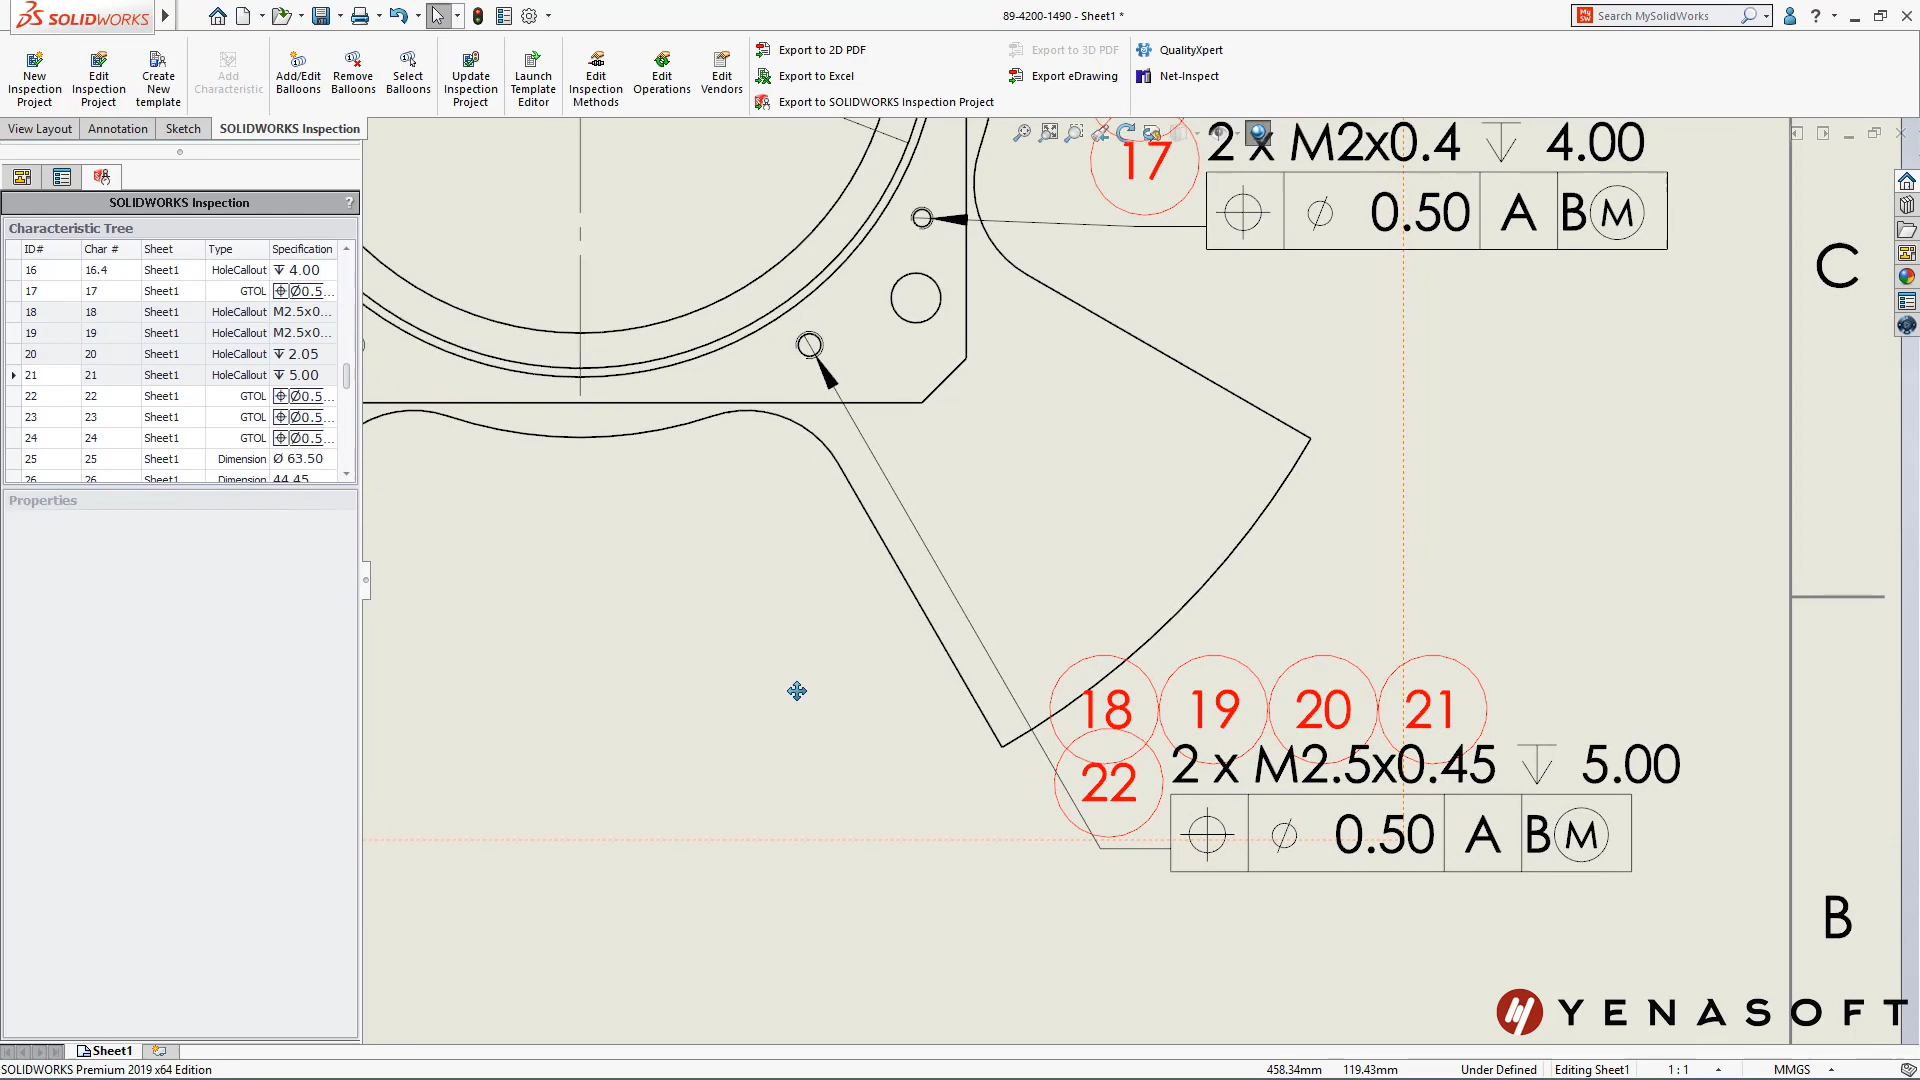 SOLIDWORKS
89-4200-1490 - Sheet1 *
Search MySolidWorks
New Inspection Project
Edit Inspection Project
Create New template
Add Characteristic
Add/Edit Balloons
Remove Balloons
Select Balloons
Update Inspection Project
Launch Template Editor
Edit Inspection Methods
Edit Operations
Edit Vendors
Export to 2D PDF
Export to Excel
Export to SOLIDWORKS Inspection Project
Export to 3D PDF
Export eDrawing
QualityXpert
Net-Inspect
View Layout
Annotation
Sketch
SOLIDWORKS Inspection
SOLIDWORKS Inspection ?
Characteristic Tree
ID# Char # Sheet Type Specification
16 16.4 Sheet1 HoleCallout ↧ 4.00
17 17 Sheet1 GTOL ⌖ Ø0.5...
18 18 Sheet1 HoleCallout M2.5x0...
19 19 Sheet1 HoleCallout M2.5x0...
20 20 Sheet1 HoleCallout ↧ 2.05
21 21 Sheet1 HoleCallout ↧ 5.00
22 22 Sheet1 GTOL ⌖ Ø0.5...
23 23 Sheet1 GTOL ⌖ Ø0.5...
24 24 Sheet1 GTOL ⌖ Ø0.5...
25 25 Sheet1 Dimension Ø 63.50
26 26 Sheet1 Dimension 44.45
Properties
17
2 x M2x0.4 ↧ 4.00
⌖ Ø 0.50 A B Ⓜ
C
18 19 20 21
22
2 x M2.5x0.45 ↧ 5.00
⌖ Ø 0.50 A B Ⓜ
B
YENASOFT
Sheet1
SOLIDWORKS Premium 2019 x64 Edition
458.34mm 119.43mm Under Defined Editing Sheet1 1 : 1 MMGS